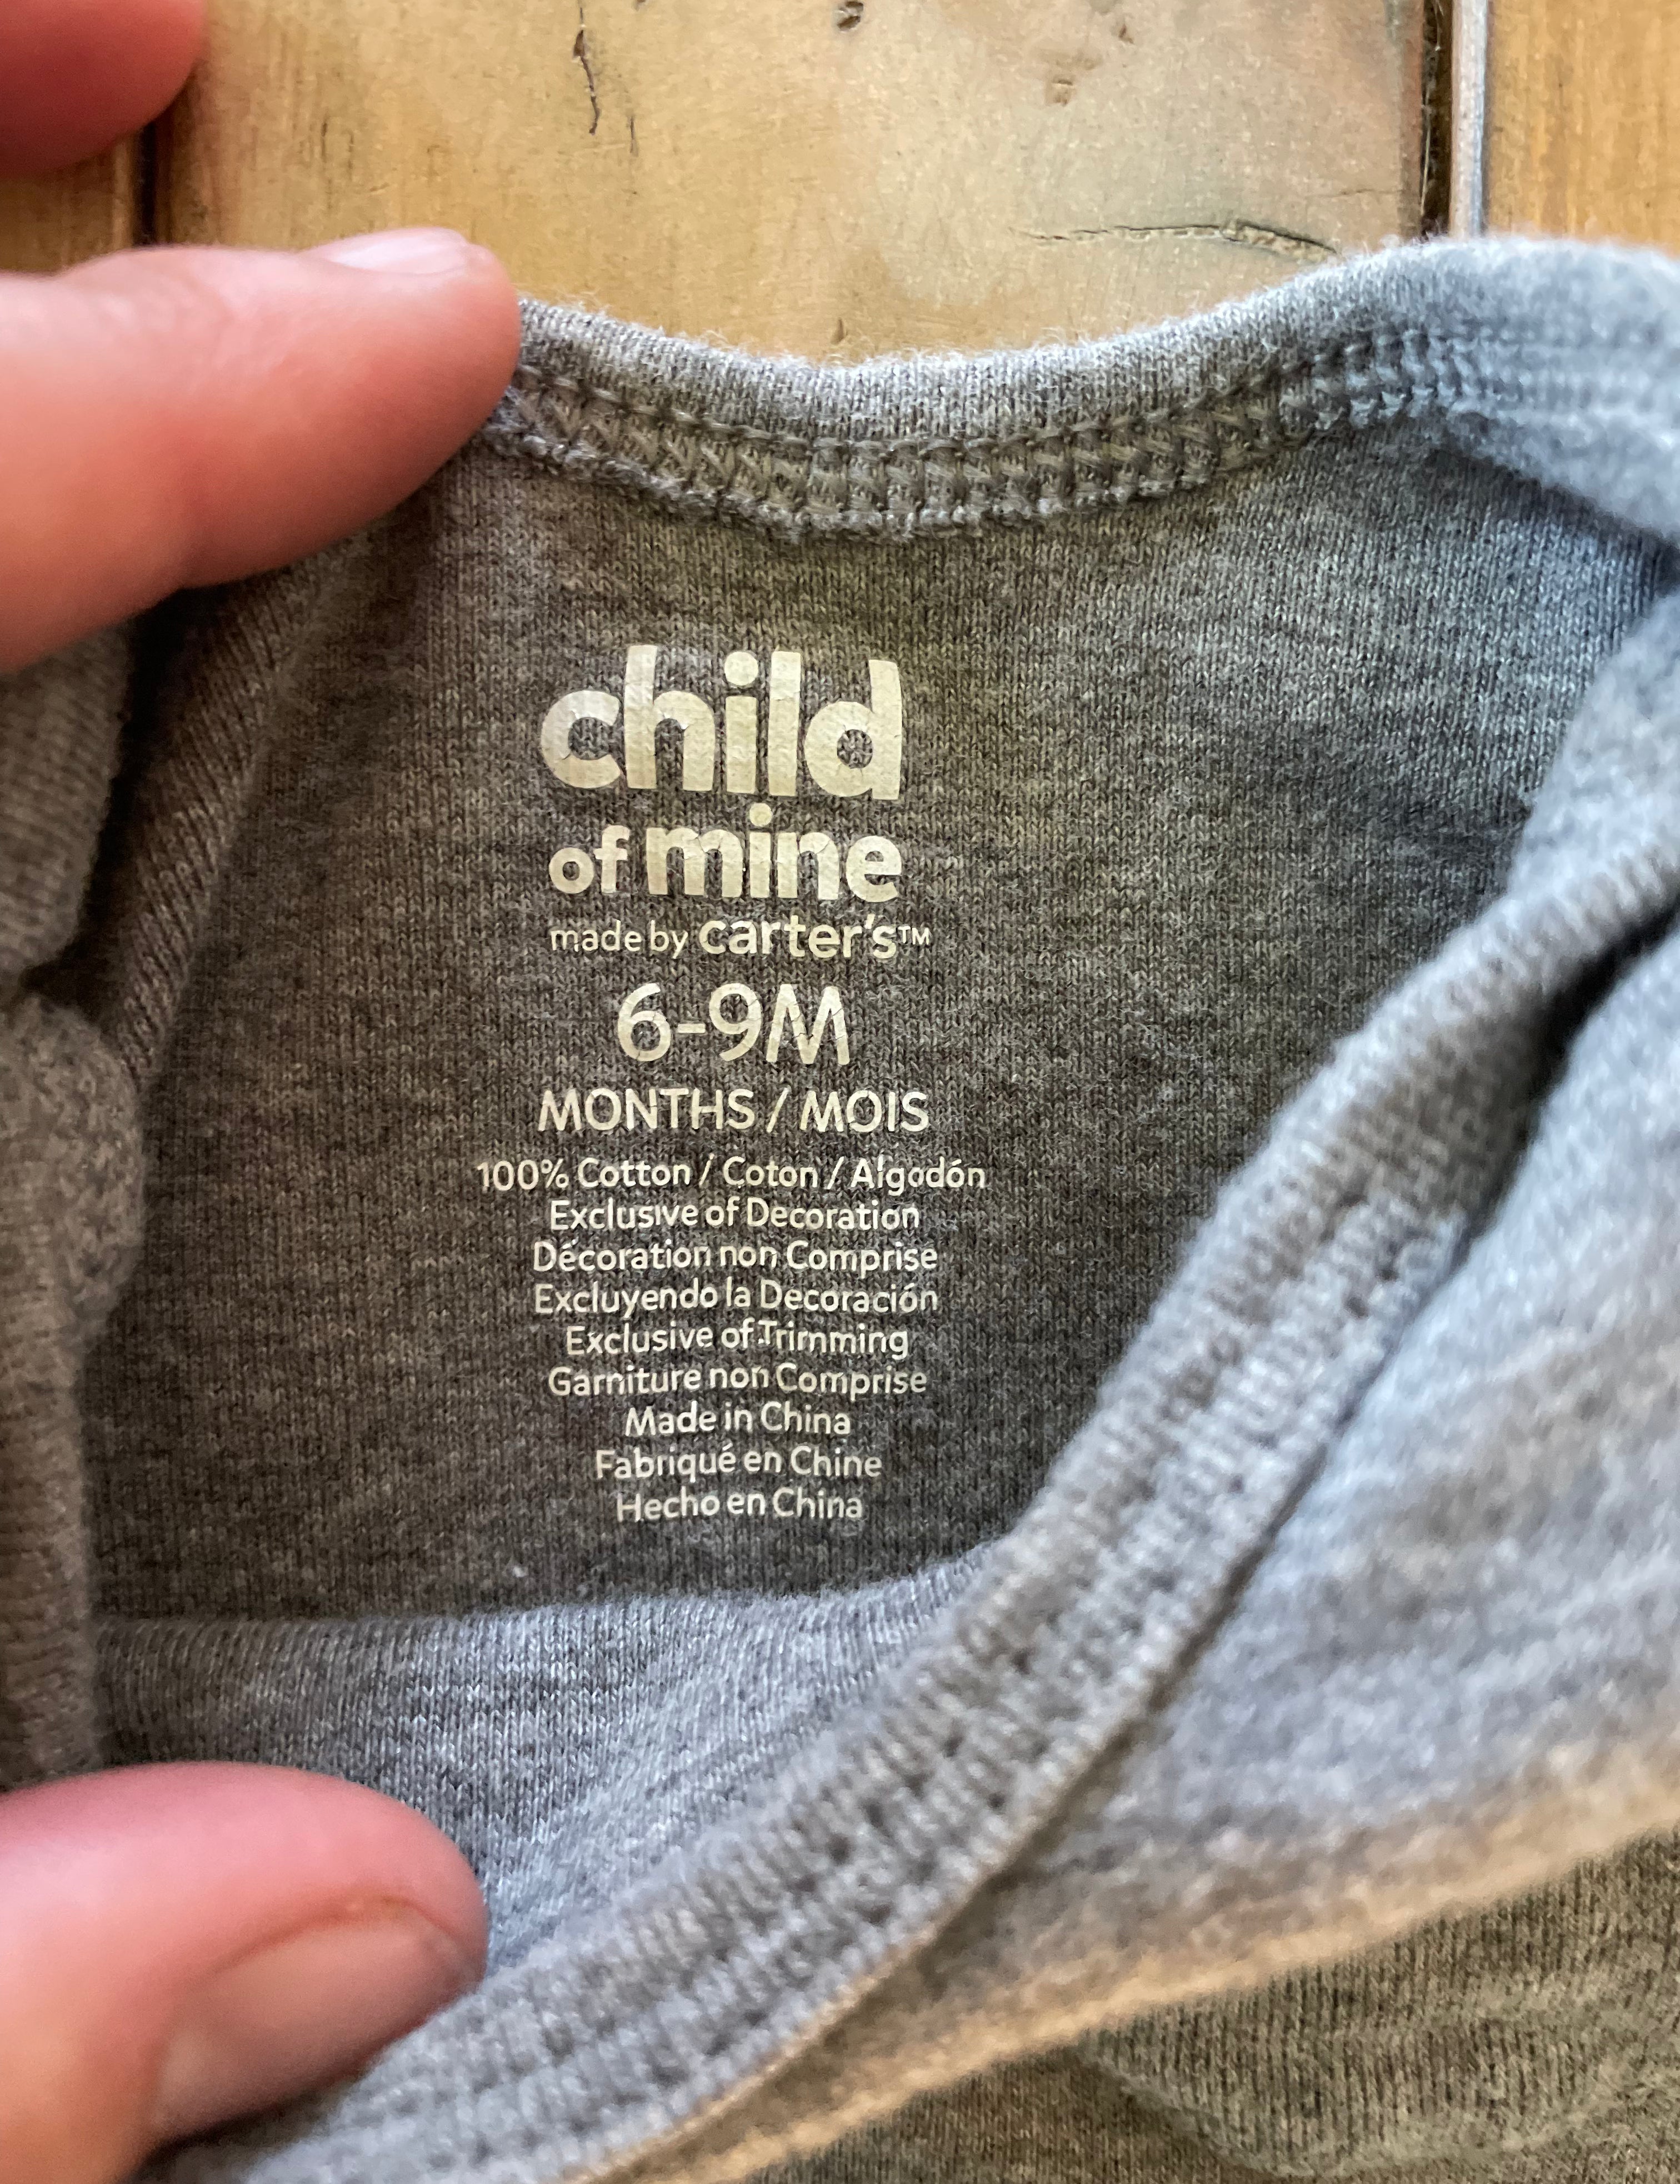 child
of mine
made by carter's™
6-9M
MONTHS / MOIS
100% Cotton / Coton / Algodón
Exclusive of Decoration
Décoration non Comprise
Excluyendo la Decoración
Exclusive of Trimming
Garniture non Comprise
Made in China
Fabriqué en Chine
Hecho en China